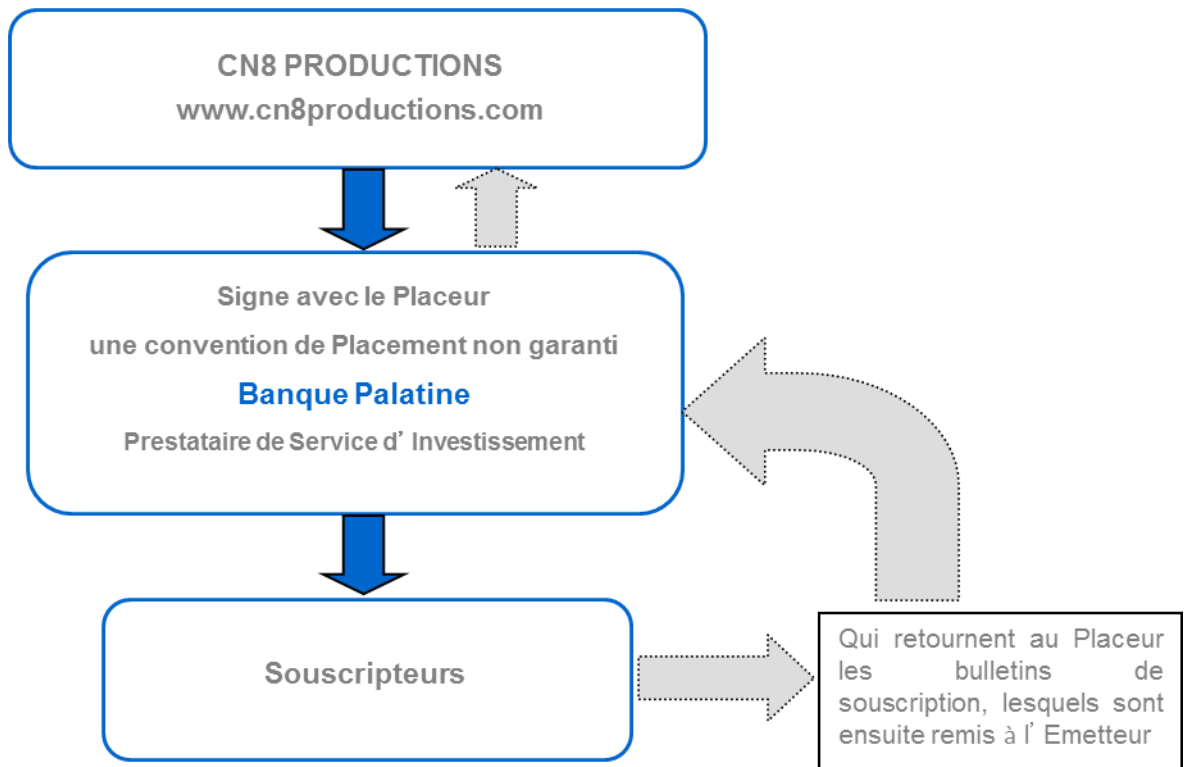 CN8 PRODUCTIONS
www.cn8productions.com
Signe avec le Placeur
une convention de Placement non garanti
Banque Palatine
Prestataire de Service d’ Investissement
Souscripteurs
Qui retournent au Placeur
les bulletins de
souscription, lesquels sont
ensuite remis à l’ Emetteur